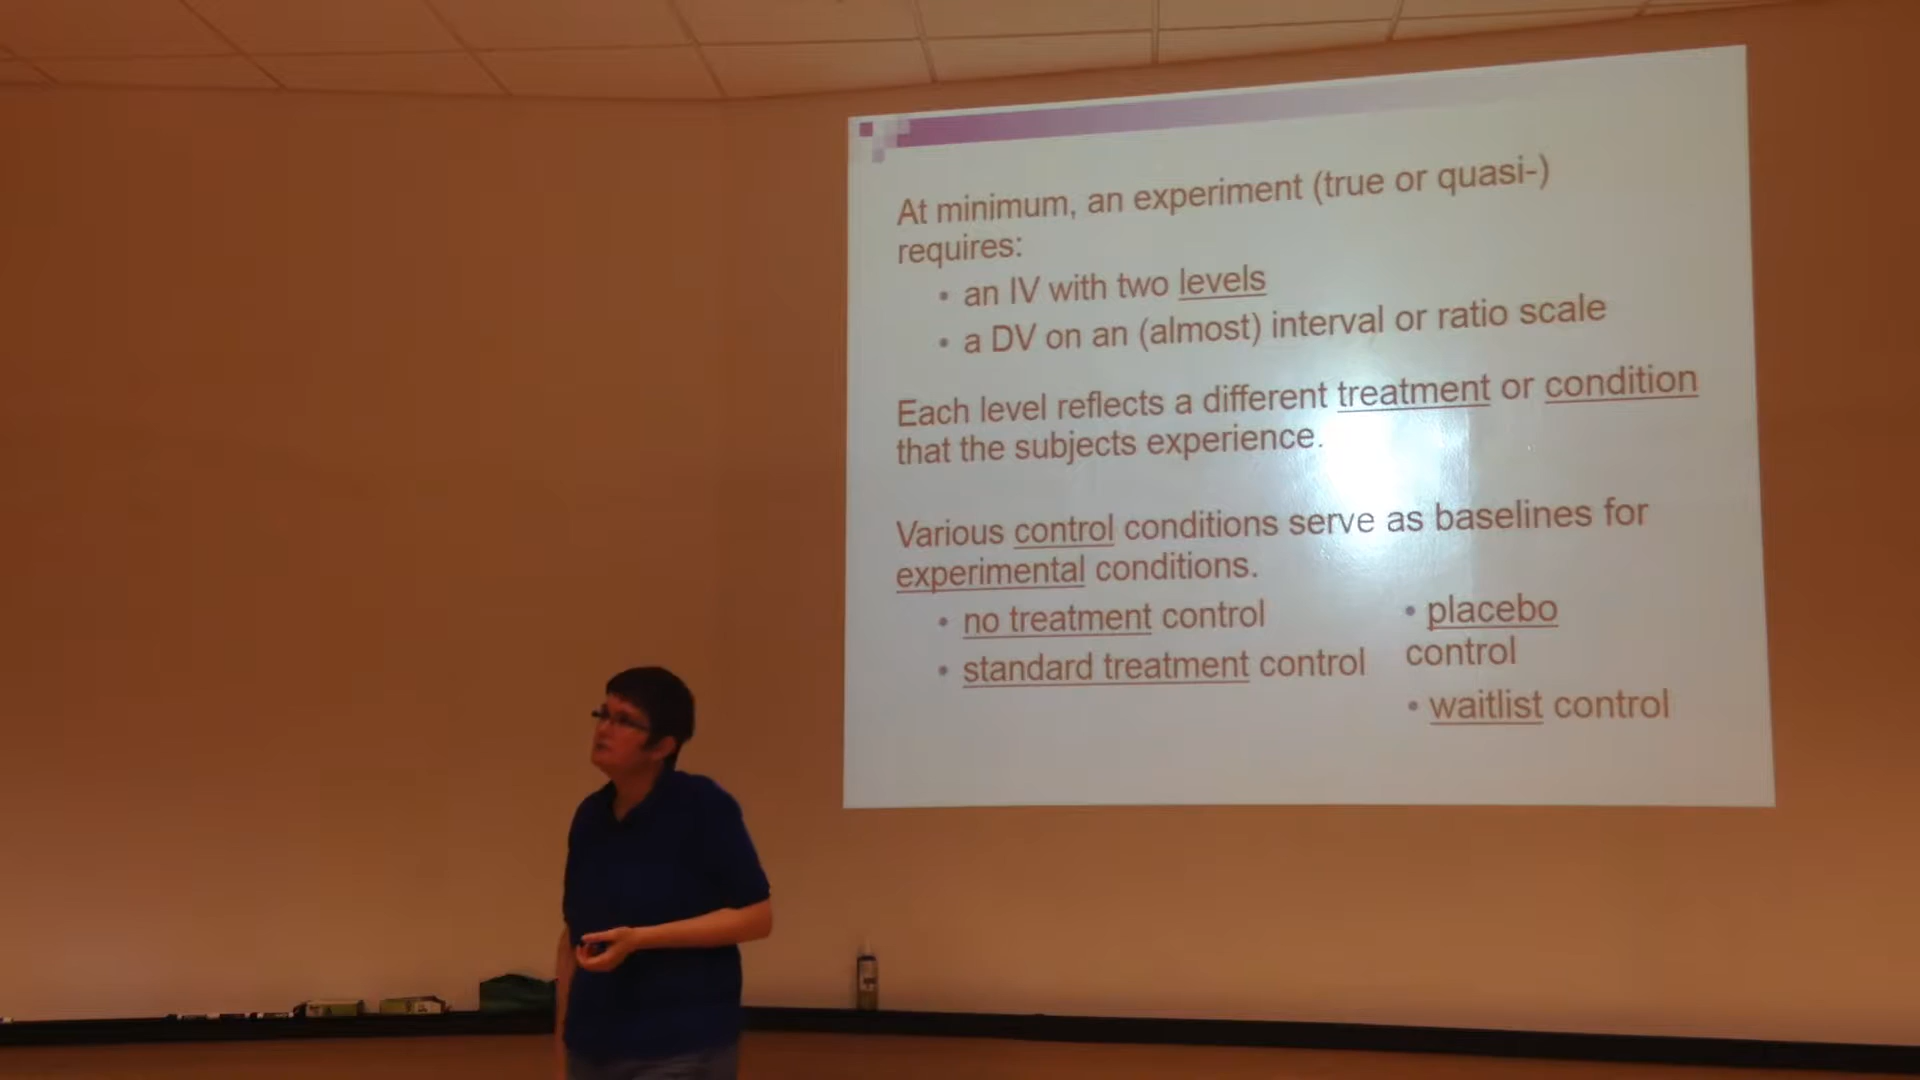 At minimum, an experiment (true or quasi-)
requires:
• an IV with two levels
• a DV on an (almost) interval or ratio scale
Each level reflects a different treatment or condition
that the subjects experience.
Various control conditions serve as baselines for
experimental conditions.
• no treatment control
• standard treatment control
• placebo
control
• waitlist control